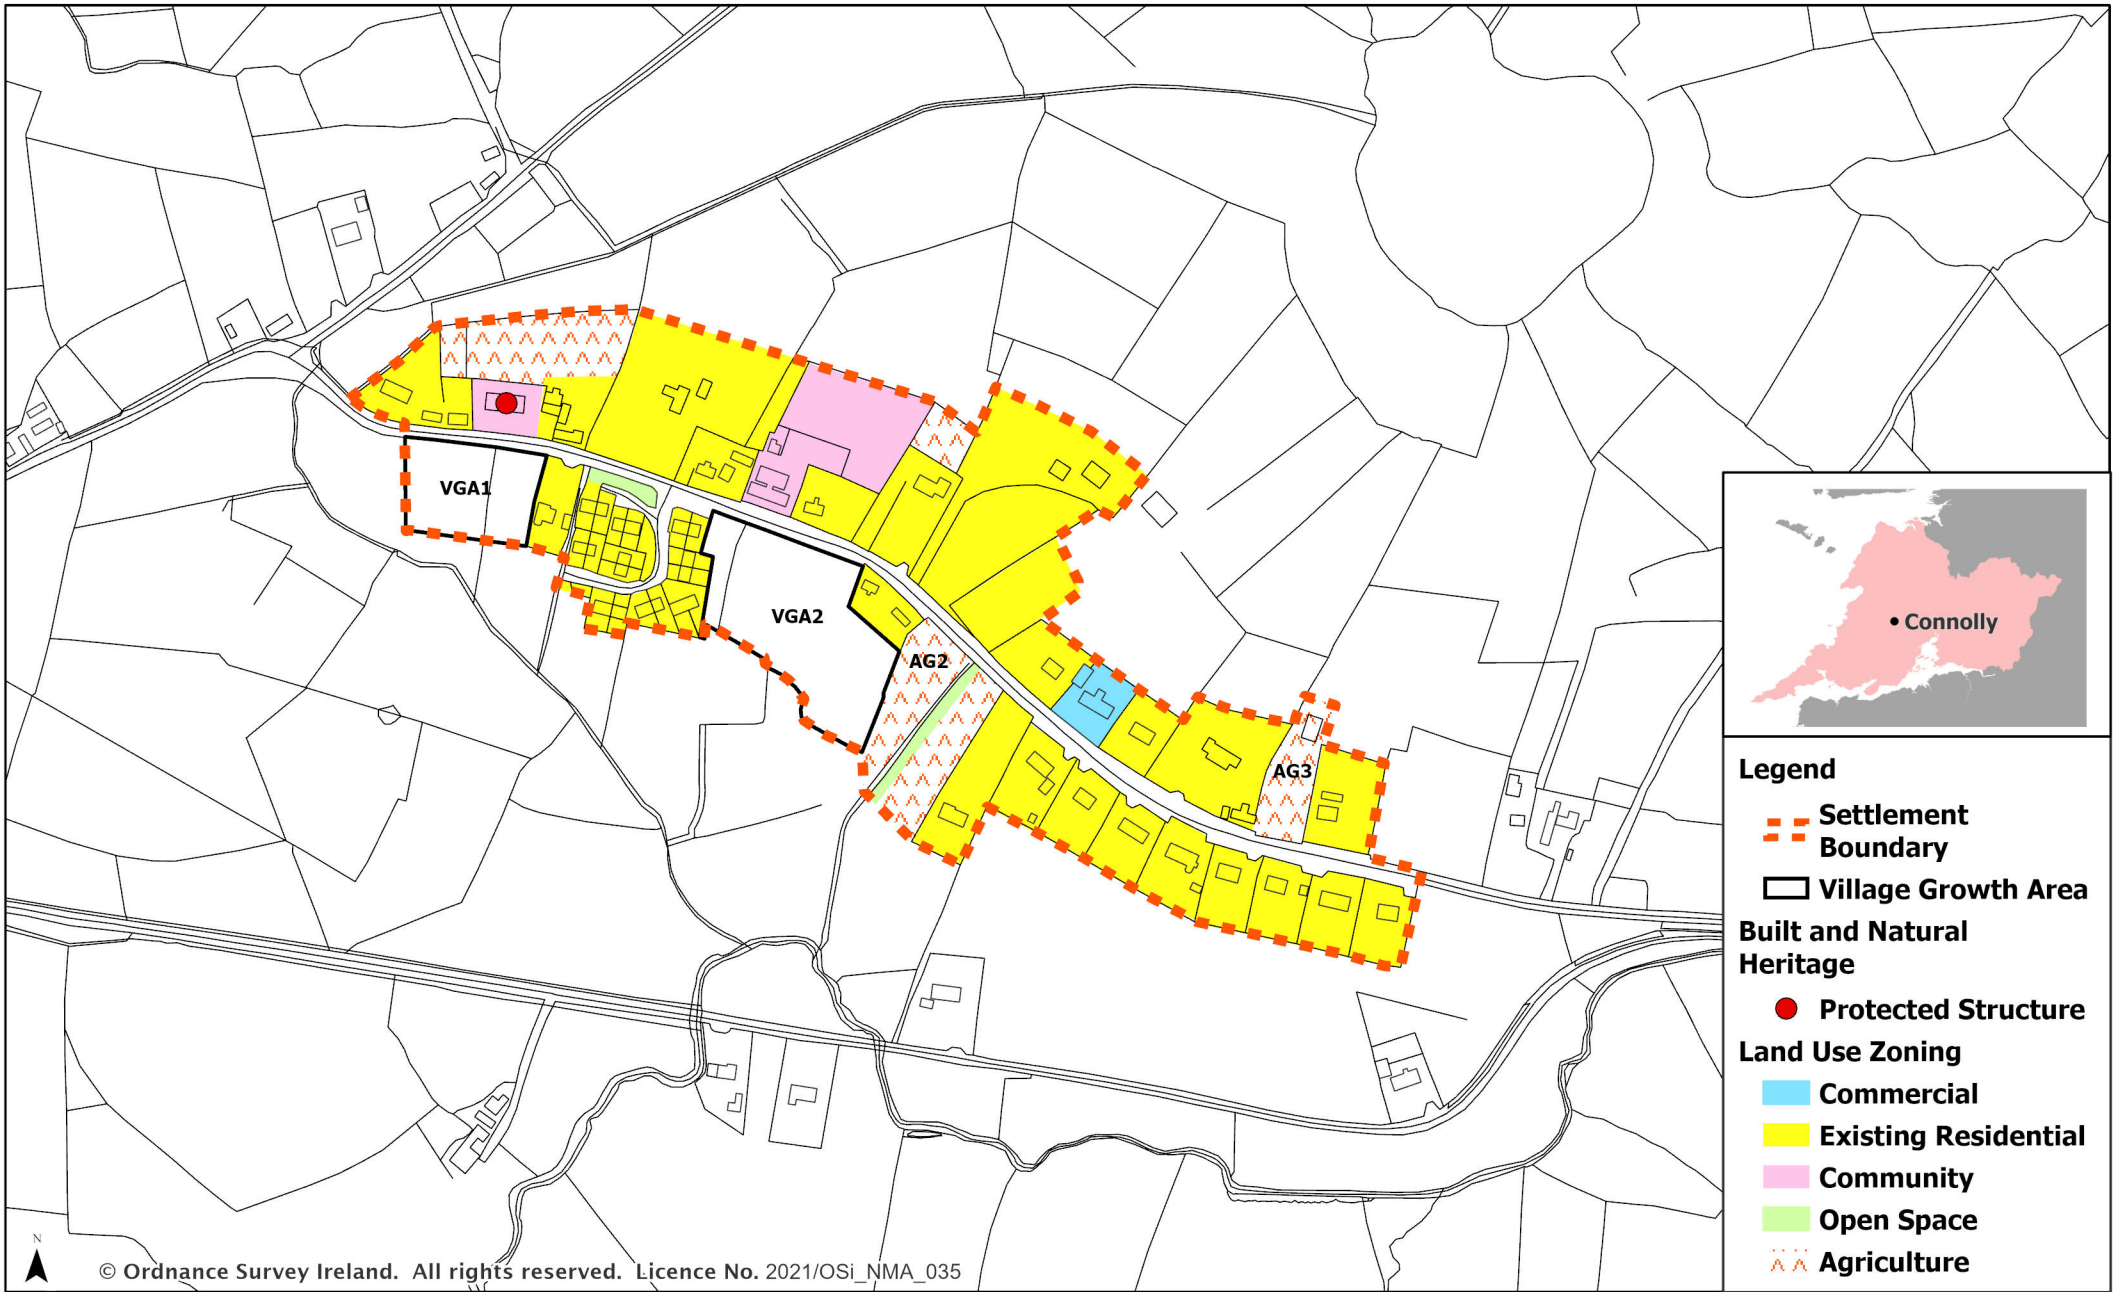 VGA1
VGA2
AG2
AG3
Connolly
Legend
Settlement
Boundary
Village Growth Area
Built and Natural
Heritage
Protected Structure
Land Use Zoning
Commercial
Existing Residential
Community
Open Space
Agriculture
N
© Ordnance Survey Ireland. All rights reserved. Licence No. 2021/OSi_NMA_035